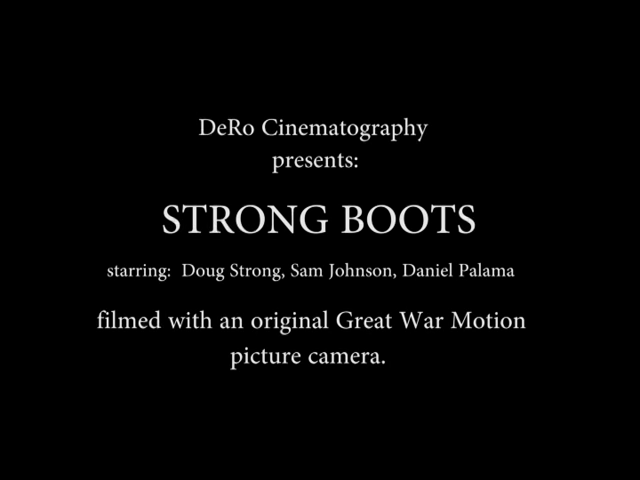 DeRo Cinematography
presents:
STRONG BOOTS
starring:  Doug Strong, Sam Johnson, Daniel Palama
filmed with an original Great War Motion
picture camera.